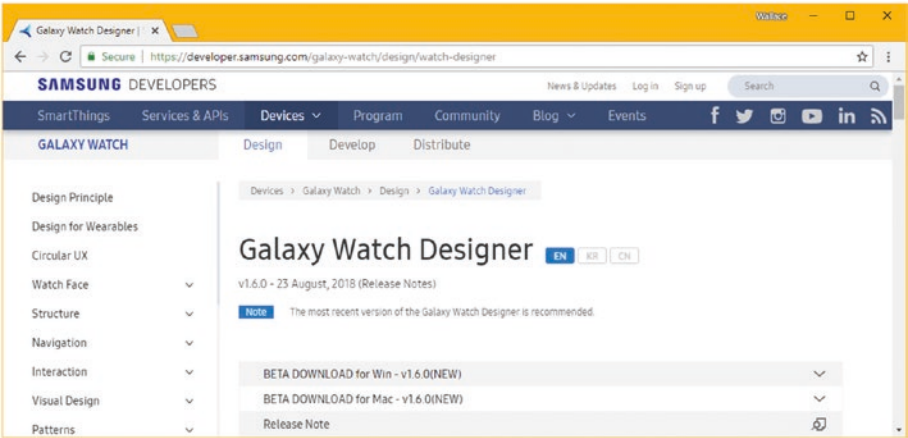 Galaxy Watch Designer |
Wallace
Secure | https://developer.samsung.com/galaxy-watch/design/watch-designer
SAMSUNG DEVELOPERS
News & Updates Log in Sign up Search
SmartThings Services & APIs Devices Program Community Blog Events
GALAXY WATCH Design Develop Distribute
Devices > Galaxy Watch > Design > Galaxy Watch Designer
Design Principle
Design for Wearables
Circular UX
Watch Face
Structure
Navigation
Interaction
Visual Design
Patterns
Galaxy Watch Designer EN KR CN
v1.6.0 - 23 August, 2018 (Release Notes)
Note The most recent version of the Galaxy Watch Designer is recommended.
BETA DOWNLOAD for Win - v1.6.0(NEW)
BETA DOWNLOAD for Mac - v1.6.0(NEW)
Release Note